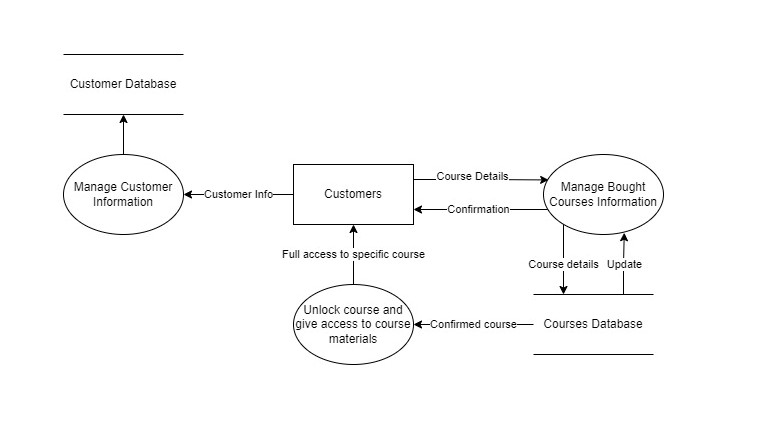 Customer Database
Manage Customer
Information
Customer Info
Customers
Course Details
Confirmation
Manage Bought
Courses Information
Full access to specific course
Course details
Update
Unlock course and
give access to course
materials
Confirmed course
Courses Database